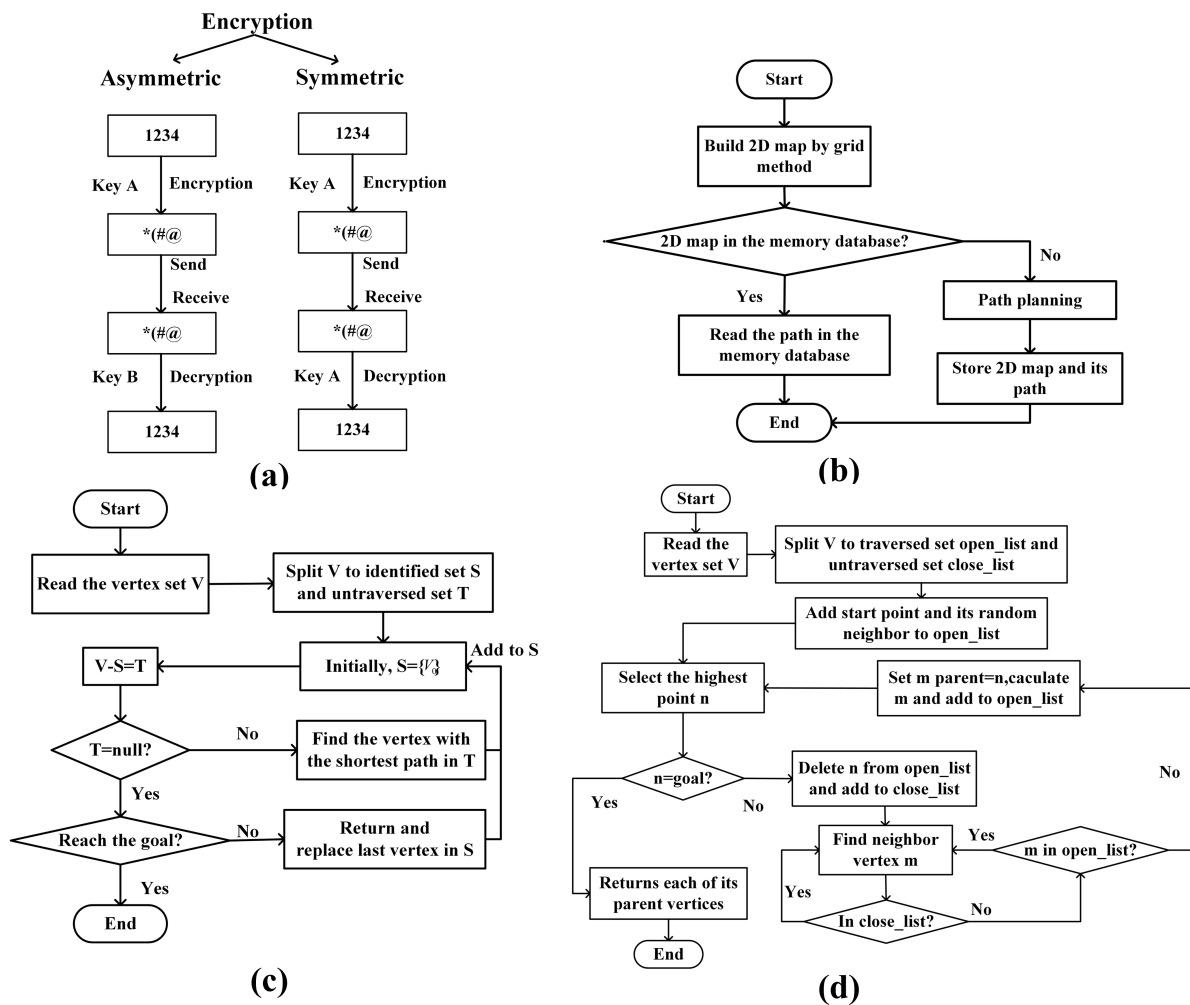 Encryption
Asymmetric
Symmetric
1234
Key A
Encryption
*(#@
Send
Receive
*(#@
Key B
Decryption
1234
1234
Key A
Encryption
*(#@
Send
Receive
*(#@
Key A
Decryption
1234
(a)
Start
Build 2D map by grid
method
2D map in the memory database?
No
Yes
Path planning
Read the path in the
memory database
Store 2D map and its
path
End
(b)
Start
Read the vertex set V
Split V to identified set S
and untraversed set T
Initially, S={V0}
Add to S
V-S=T
T=null?
No
Find the vertex with
the shortest path in T
Yes
Reach the goal?
No
Return and
replace last vertex in S
Yes
End
(c)
Start
Read the
vertex set V
Split V to traversed set open_list and
untraversed set close_list
Add start point and its random
neighbor to open_list
Select the highest
point n
Set m parent=n,caculate
m and add to open_list
n=goal?
Yes
No
Delete n from open_list
and add to close_list
No
Find neighbor
vertex m
Yes
m in open_list?
Yes
In close_list?
No
Returns each of its
parent vertices
End
(d)